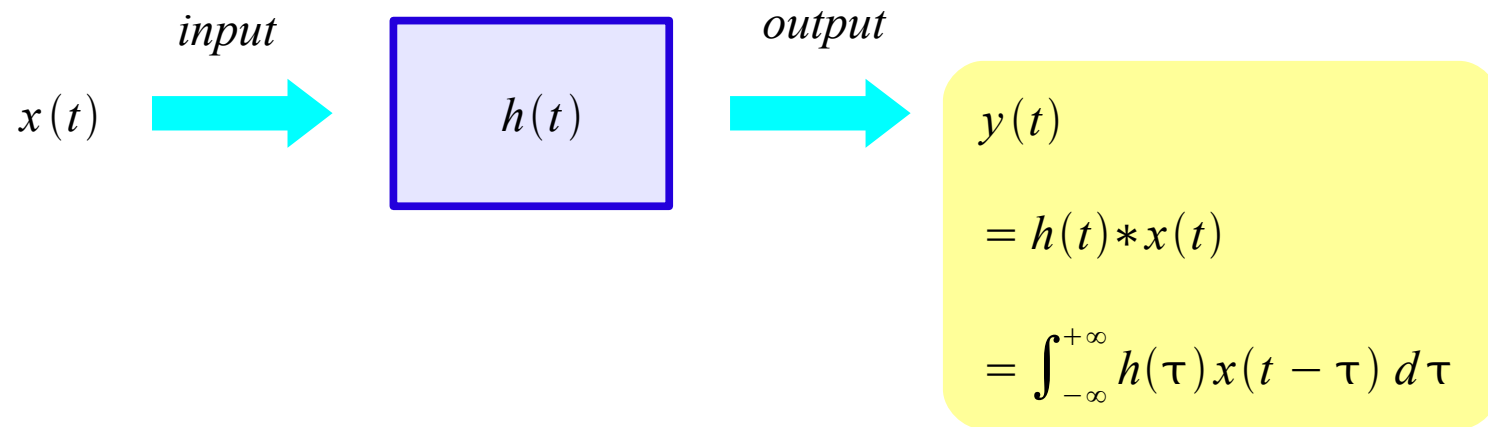 input
output
x(t)
h(t)
y(t)
= h(t)∗x(t)
= ∫_{−∞}^{+∞} h(τ)x(t − τ) dτ